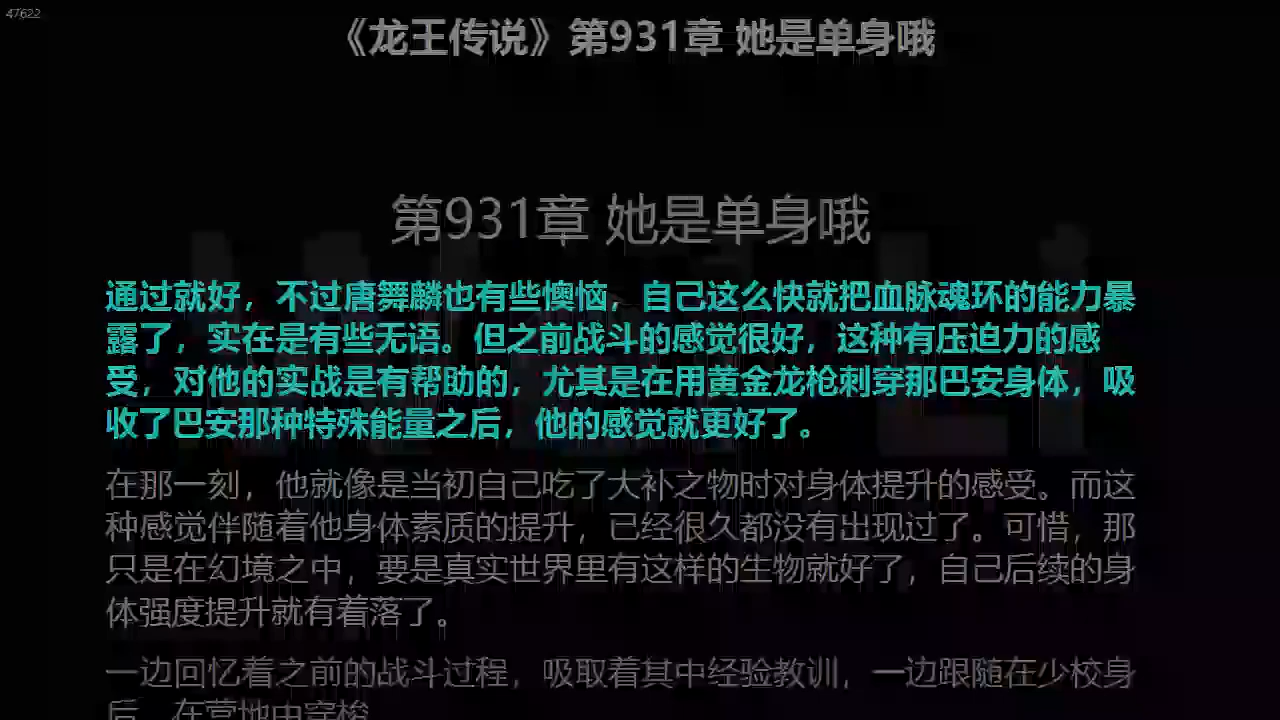 47622
《龙王传说》第931章 她是单身哦
第931章 她是单身哦
通过就好，不过唐舞麟也有些懊恼，自己这么快就把血脉魂环的能力暴
露了，实在是有些无语。但之前战斗的感觉很好，这种有压迫力的感
受，对他的实战是有帮助的，尤其是在用黄金龙枪刺穿那巴安身体，吸
收了巴安那种特殊能量之后，他的感觉就更好了。
在那一刻，他就像是当初自己吃了大补之物时对身体提升的感受。而这
种感觉伴随着他身体素质的提升，已经很久都没有出现过了。可惜，那
只是在幻境之中，要是真实世界里有这样的生物就好了，自己后续的身
体强度提升就有着落了。
一边回忆着之前的战斗过程，吸取着其中经验教训，一边跟随在少校身
后，在营地中穿梭